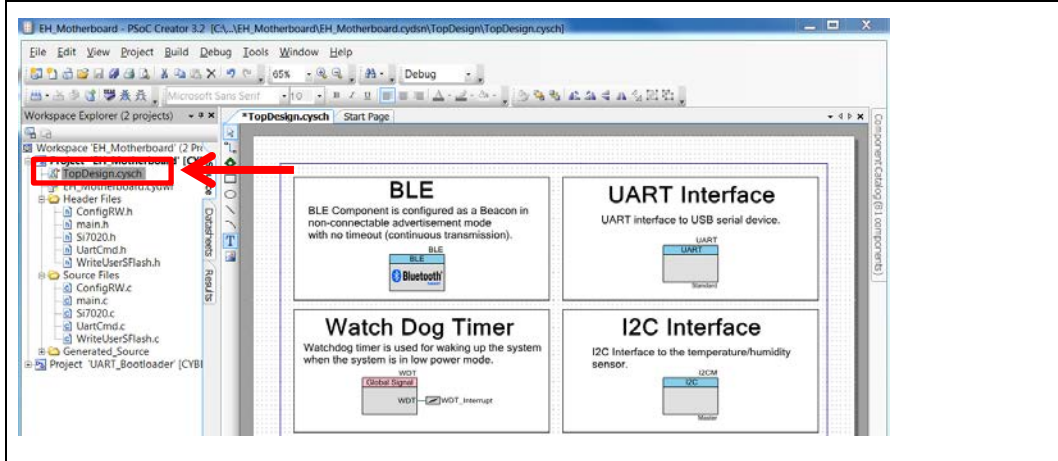 EH_Motherboard - PSoC Creator 3.2 [C:\...\EH_Motherboard\EH_Motherboard.cydsn\TopDesign\TopDesign.cysch]
File Edit View Project Build Debug Tools Window Help
65% Debug
Microsoft Sans Serif 10 B I U
Workspace Explorer (2 projects)
*TopDesign.cysch Start Page
Workspace 'EH_Motherboard' (2 Pr
Project 'EH_Motherboard' [CY
TopDesign.cysch
EH_Motherboard.cydwr
Header Files
ConfigRW.h
main.h
Si7020.h
UartCmd.h
WriteUserSFlash.h
Source Files
ConfigRW.c
main.c
Si7020.c
UartCmd.c
WriteUserSFlash.c
Generated_Source
Project 'UART_Bootloader' [CYBl
Datasheets
Results
BLE
BLE Component is configured as a Beacon in
non-connectable advertisement mode
with no timeout (continuous transmission).
BLE
BLE
Bluetooth
UART Interface
UART interface to USB serial device.
UART
UART
Standard
Watch Dog Timer
Watchdog timer is used for waking up the system
when the system is in low power mode.
WDT
Global Signal
WDT WDT_Interrupt
I2C Interface
I2C Interface to the temperature/humidity
sensor.
I2CM
I2C
Master
Component Catalog (81 components)